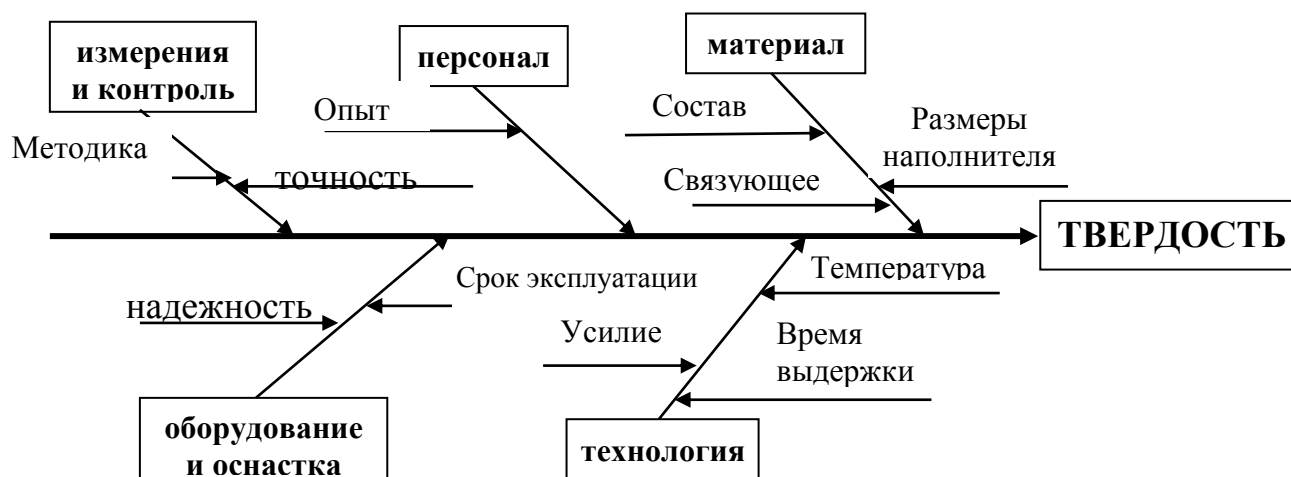 измерения
и контроль
персонал
материал
Опыт
Состав
Размеры
наполнителя
Методика
точность
Связующее
ТВЕРДОСТЬ
Температура
Срок эксплуатации
надежность
Усилие
Время
выдержки
оборудование
и оснастка
технология